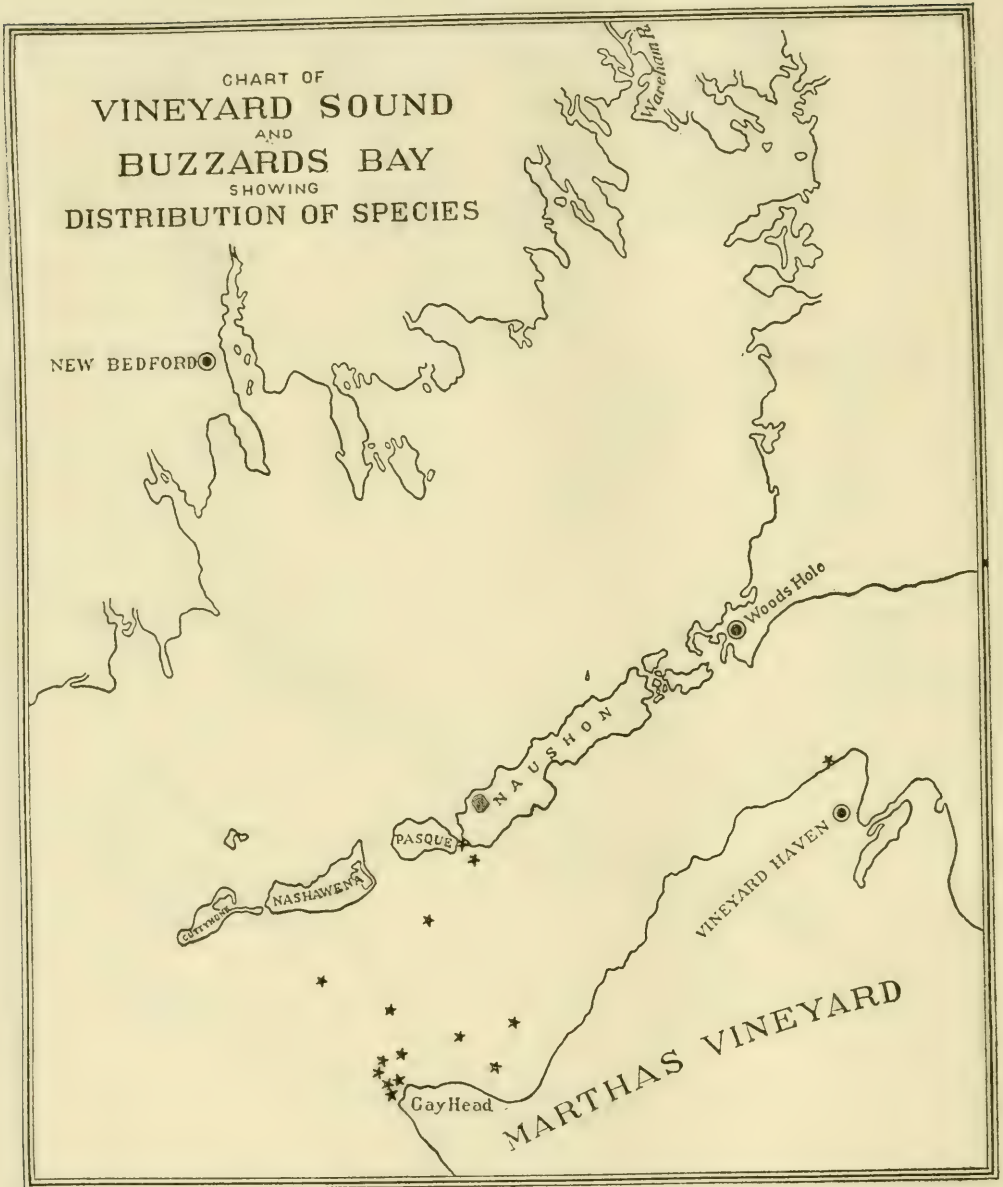 CHART OF
VINEYARD SOUND
AND
BUZZARDS BAY
SHOWING
DISTRIBUTION OF SPECIES
Wareham R.
NEW BEDFORD
Woods Hole
NAUSHON
PASQUE
NASHAWENA
CUTTYHUNK
VINEYARD HAVEN
MARTHAS VINEYARD
Gay Head